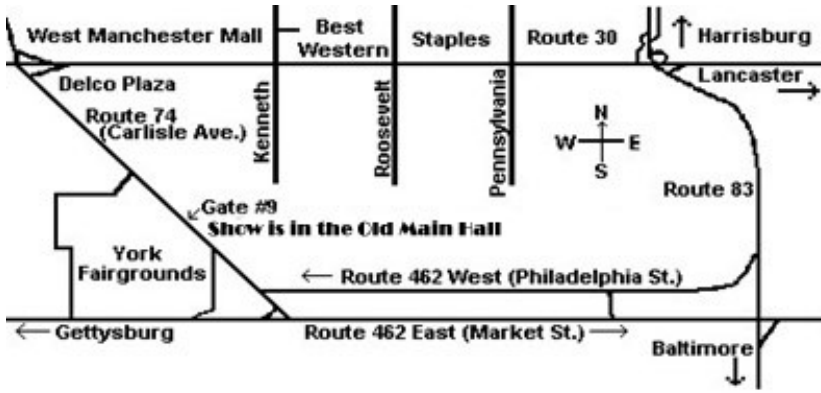 West Manchester Mall
Best
Western
Staples
Route 30
Harrisburg
Lancaster
Delco Plaza
Route 74
(Carlisle Ave.)
Kenneth
Roosevelt
Pennsylvania
N
W E
S
Route 83
Gate #9
Show is in the Old Main Hall
York
Fairgrounds
Route 462 West (Philadelphia St.)
Gettysburg
Route 462 East (Market St.)
Baltimore